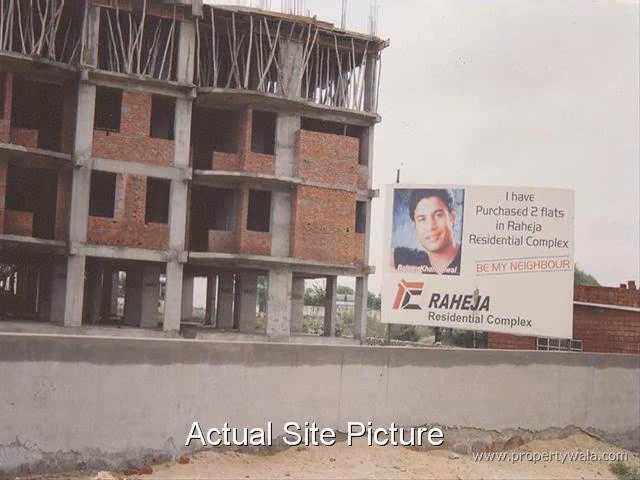 I have
Purchased 2 flats
in Raheja
Residential Complex
BE MY NEIGHBOUR
RAHEJA
Residential Complex
Actual Site Picture
www.propertywala.com